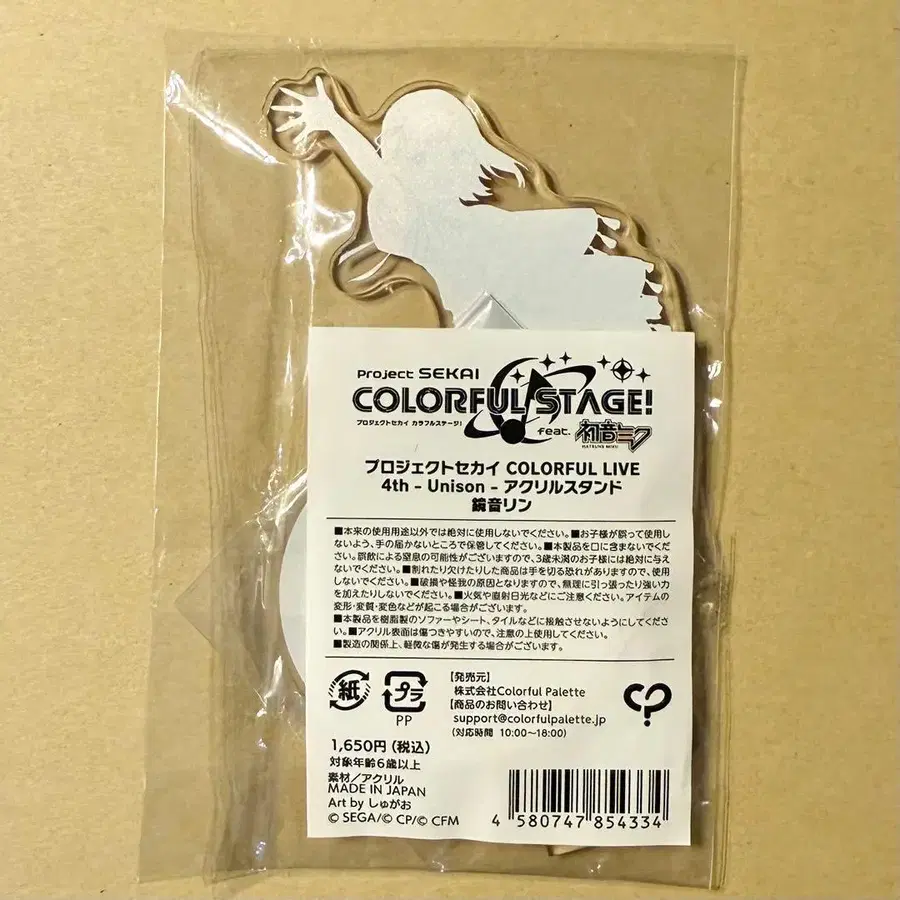 Project SEKAI
COLORFUL STAGE!
プロジェクトセカイ カラフルステージ!
feat. 初音ミク
HATSUNE MIKU
プロジェクトセカイ COLORFUL LIVE
4th - Unison - アクリルスタンド
鏡音リン
■本来の使用用途以外では絶対に使用しないでください。■お子様が誤って使用し
ないよう、手の届かないところで保管してください。■本製品を口に含まないでくだ
さい。誤飲による窒息の可能性がございますので、3歳未満のお子様には絶対に与え
ないでください。■割れたり欠けたりした商品は手を切る恐れがありますので、使用
しないでください。■破損や怪我の原因となりますので、無理に引っ張ったり強い力
を加えたりしないでください。■火気や直射日光などにご注意ください。アイテムの
変形・変質・変色などが起こる場合がございます。
■本製品を樹脂製のソファーやシート、タイルなどに接触させないようにしてくださ
い。■アクリル表面は傷つきやすいので、注意の上使用してください。
■製造の関係上、軽微な傷が発生する場合がございます。
紙
プラ
PP
【発売元】
株式会社Colorful Palette
【商品のお問い合わせ】
support@colorfulpalette.jp
(対応時間 10:00~18:00)
1,650円(税込)
対象年齢6歳以上
素材/アクリル
MADE IN JAPAN
Art by しゅがお
© SEGA/© CP/© CFM
4 580747 854334